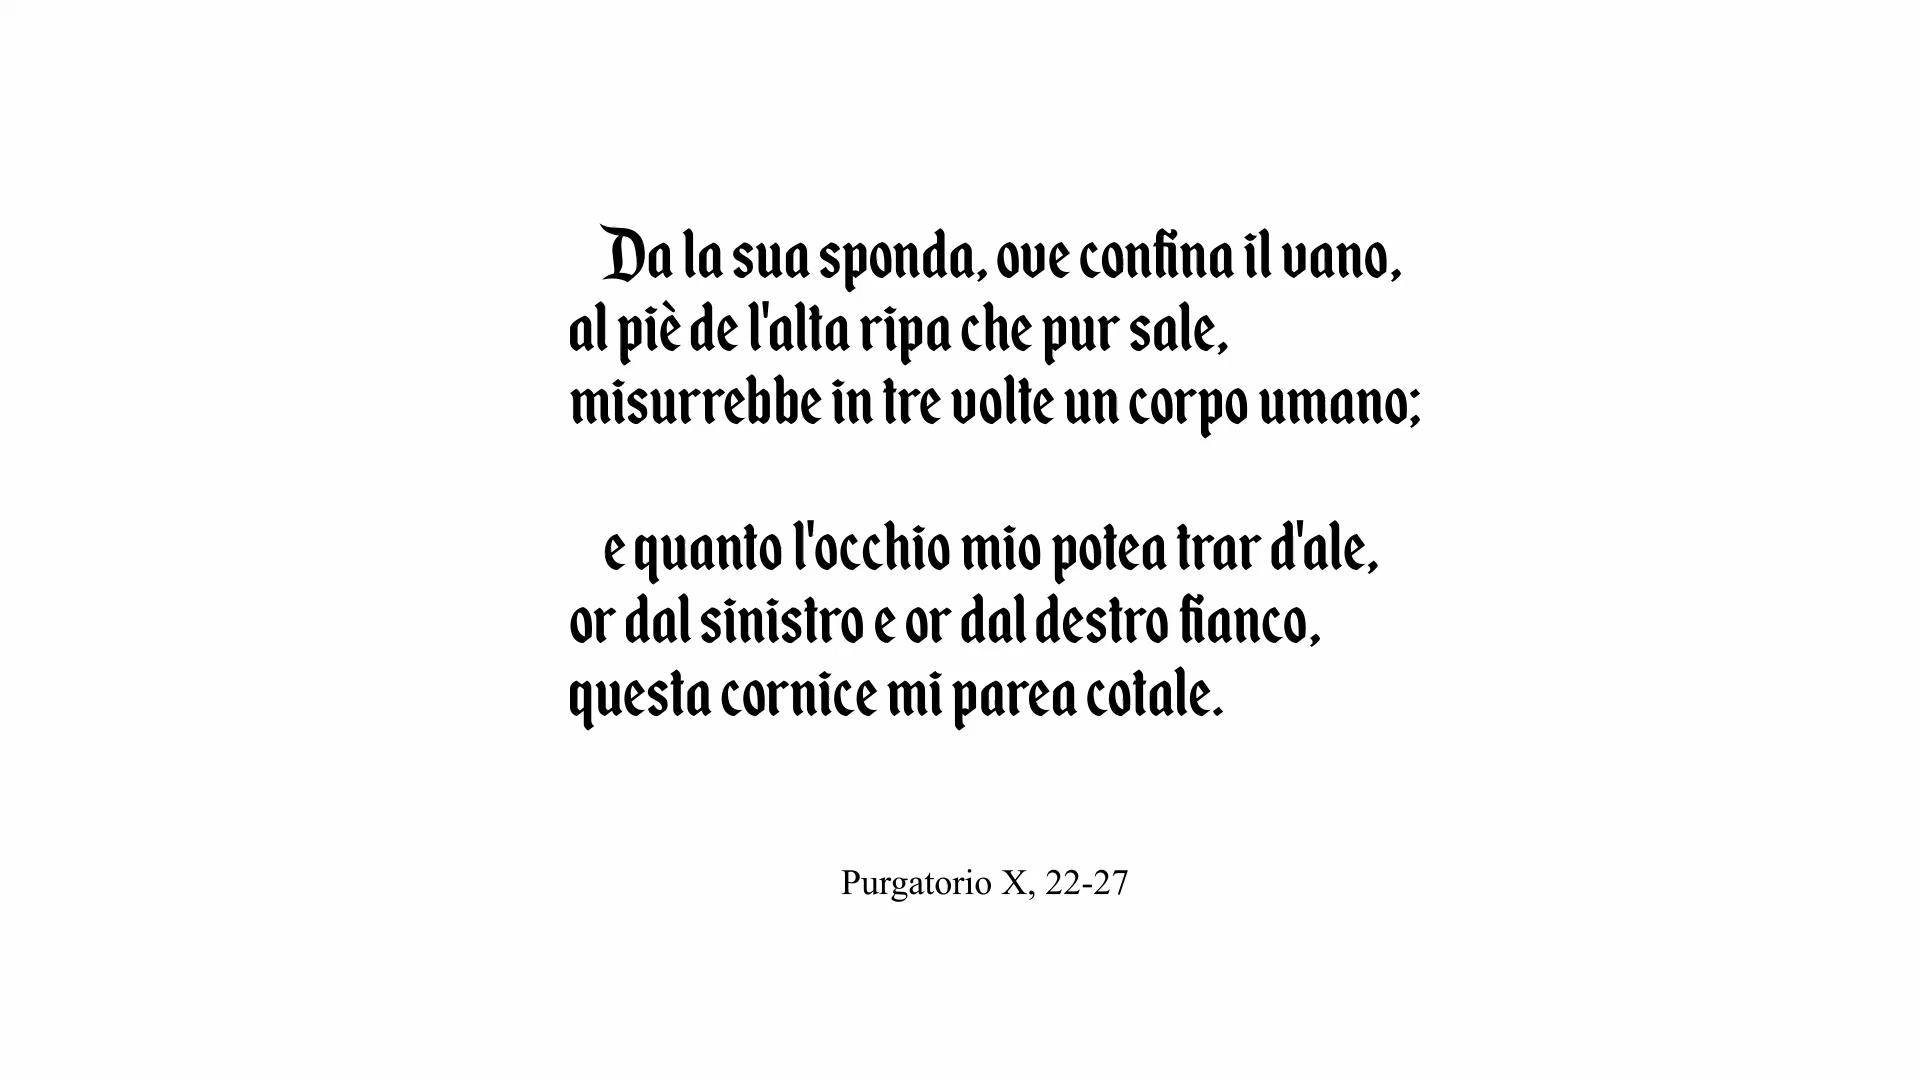 Da la sua sponda, ove confina il vano,
al piè de l'alta ripa che pur sale,
misurrebbe in tre volte un corpo umano;
e quanto l'occhio mio potea trar d'ale,
or dal sinistro e or dal destro fianco,
questa cornice mi parea cotale.
Purgatorio X, 22-27